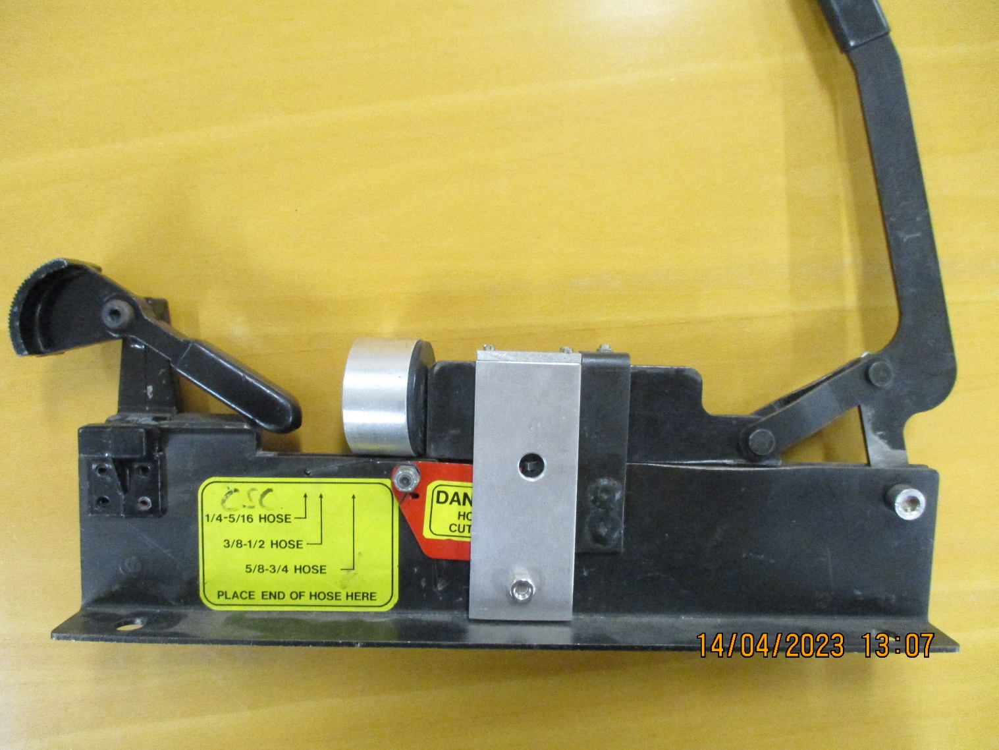 CSC
1/4-5/16 HOSE
3/8-1/2 HOSE
5/8-3/4 HOSE
PLACE END OF HOSE HERE
DAN
HO
CUT
14/04/2023 13:07